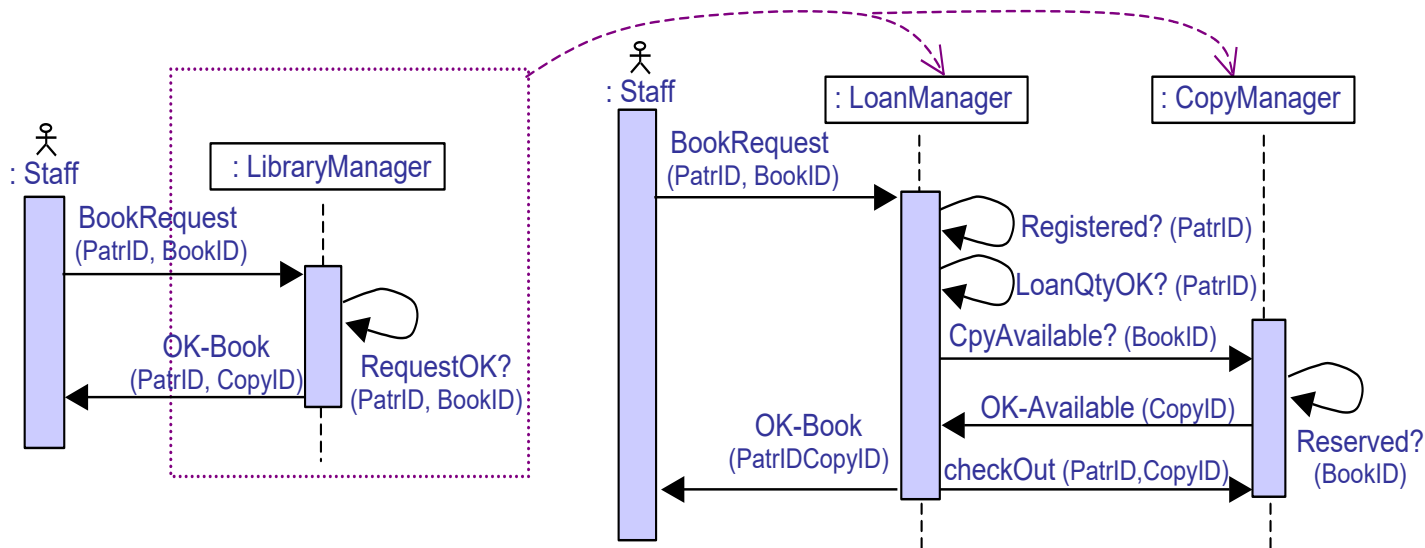 : Staff
: LibraryManager
BookRequest
(PatrID, BookID)
OK-Book
(PatrID, CopyID)
RequestOK?
(PatrID, BookID)
: Staff
: LoanManager
: CopyManager
BookRequest
(PatrID, BookID)
Registered? (PatrID)
LoanQtyOK? (PatrID)
CpyAvailable? (BookID)
OK-Available (CopyID)
Reserved?
(BookID)
OK-Book
(PatrIDCopyID)
checkOut (PatrID,CopyID)